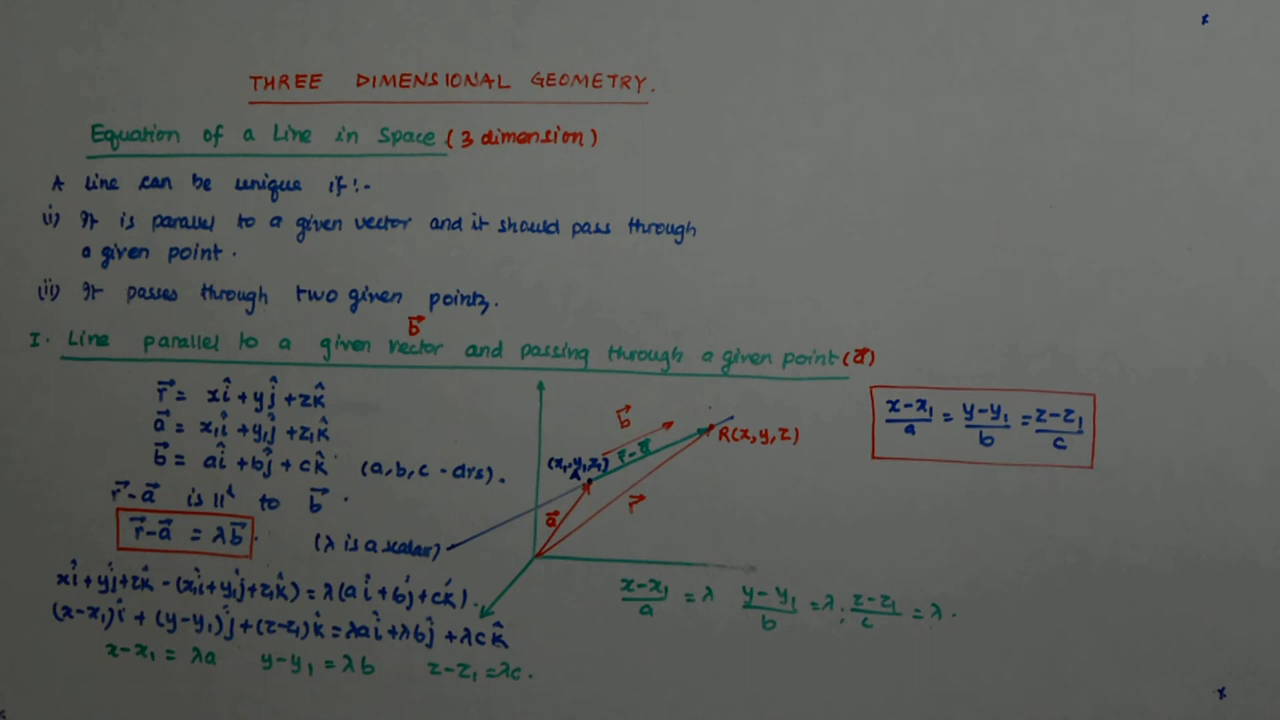 THREE DIMENSIONAL GEOMETRY.
Equation of a Line in Space (3 dimension)
A line can be unique if:-
(i) It is parallel to a given vector and it should pass through
a given point.
(ii) It passes through two given points.
I. Line parallel to a given vector b⃗ and passing through a given point (a⃗)
r⃗ = xî + yĵ + zk̂
a⃗ = x₁î + y₁ĵ + z₁k̂
b⃗ = aî + bĵ + ck̂ (a,b,c - drs).
r⃗-a⃗ is ||ˡ to b⃗.
r⃗-a⃗ = λb⃗. (λ is a scalar)
xî+yĵ+zk̂ - (x₁î+y₁ĵ+z₁k̂) = λ(aî+bĵ+ck̂).
(x-x₁)î + (y-y₁)ĵ + (z-z₁)k̂ = λaî + λbĵ + λck̂
x-x₁ = λa y-y₁ = λb z-z₁ = λc.
b⃗
R(x,y,z)
r⃗-a⃗
(x₁,y₁,z₁)
A
a⃗
r⃗
(x-x₁)/a = λ (y-y₁)/b = λ; (z-z₁)/c = λ.
(x-x₁)/a = (y-y₁)/b = (z-z₁)/c